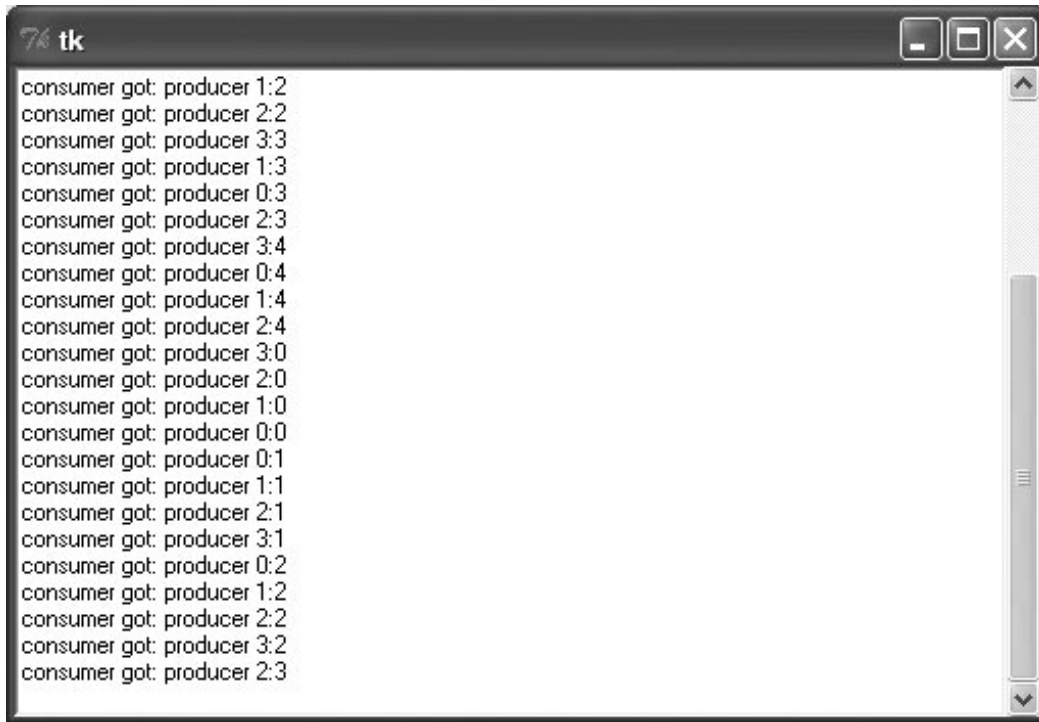 tk
consumer got: producer 1:2
consumer got: producer 2:2
consumer got: producer 3:3
consumer got: producer 1:3
consumer got: producer 0:3
consumer got: producer 2:3
consumer got: producer 3:4
consumer got: producer 0:4
consumer got: producer 1:4
consumer got: producer 2:4
consumer got: producer 3:0
consumer got: producer 2:0
consumer got: producer 1:0
consumer got: producer 0:0
consumer got: producer 0:1
consumer got: producer 1:1
consumer got: producer 2:1
consumer got: producer 3:1
consumer got: producer 0:2
consumer got: producer 1:2
consumer got: producer 2:2
consumer got: producer 3:2
consumer got: producer 2:3